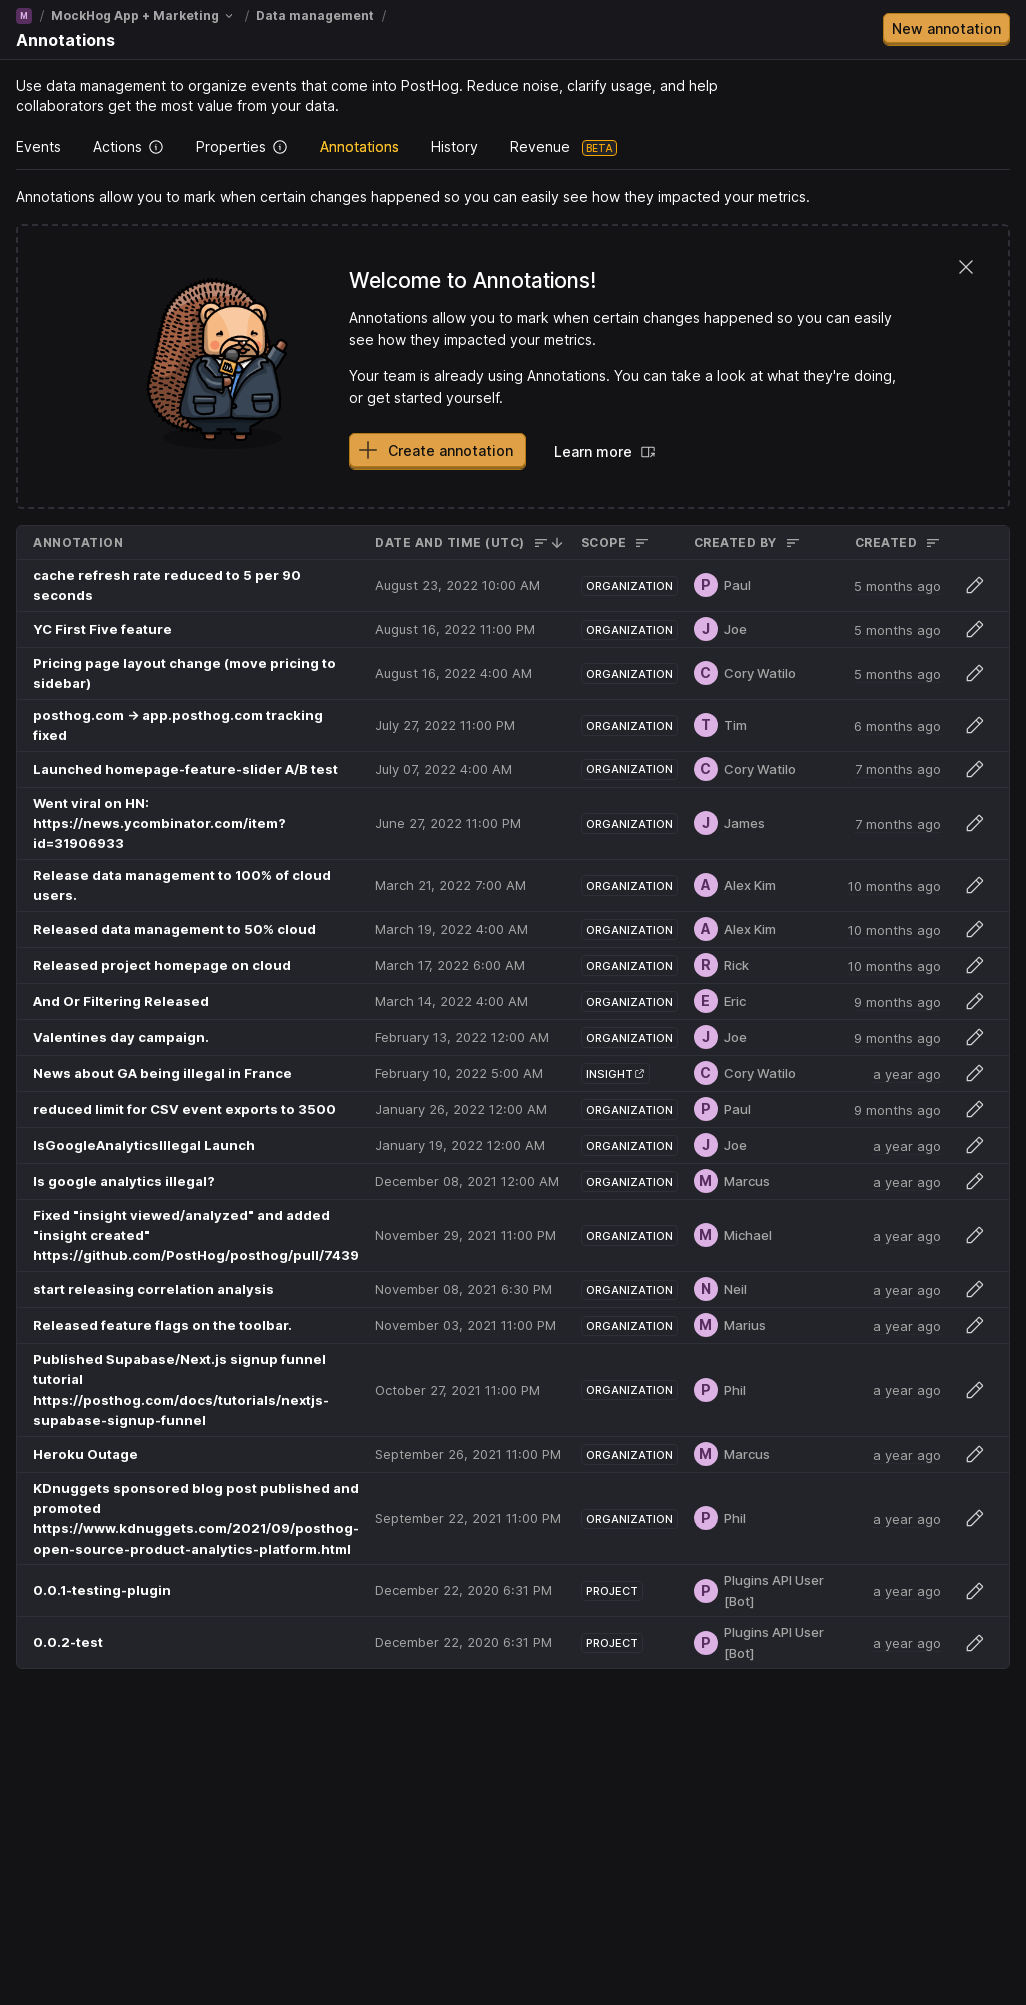 M / MockHog App + Marketing / Data management /
Annotations
New annotation
Use data management to organize events that come into PostHog. Reduce noise, clarify usage, and help
collaborators get the most value from your data.
Events Actions Properties Annotations History Revenue BETA
Annotations allow you to mark when certain changes happened so you can easily see how they impacted your metrics.
Welcome to Annotations!
Annotations allow you to mark when certain changes happened so you can easily
see how they impacted your metrics.
Your team is already using Annotations. You can take a look at what they're doing,
or get started yourself.
Create annotation Learn more
ANNOTATION DATE AND TIME (UTC) SCOPE CREATED BY CREATED
cache refresh rate reduced to 5 per 90
seconds
August 23, 2022 10:00 AM ORGANIZATION P Paul 5 months ago
YC First Five feature August 16, 2022 11:00 PM ORGANIZATION J Joe 5 months ago
Pricing page layout change (move pricing to
sidebar)
August 16, 2022 4:00 AM ORGANIZATION C Cory Watilo 5 months ago
posthog.com → app.posthog.com tracking
fixed
July 27, 2022 11:00 PM ORGANIZATION T Tim 6 months ago
Launched homepage-feature-slider A/B test July 07, 2022 4:00 AM ORGANIZATION C Cory Watilo 7 months ago
Went viral on HN:
https://news.ycombinator.com/item?
id=31906933
June 27, 2022 11:00 PM ORGANIZATION J James 7 months ago
Release data management to 100% of cloud
users.
March 21, 2022 7:00 AM ORGANIZATION A Alex Kim 10 months ago
Released data management to 50% cloud March 19, 2022 4:00 AM ORGANIZATION A Alex Kim 10 months ago
Released project homepage on cloud March 17, 2022 6:00 AM ORGANIZATION R Rick 10 months ago
And Or Filtering Released March 14, 2022 4:00 AM ORGANIZATION E Eric 9 months ago
Valentines day campaign. February 13, 2022 12:00 AM ORGANIZATION J Joe 9 months ago
News about GA being illegal in France February 10, 2022 5:00 AM INSIGHT C Cory Watilo a year ago
reduced limit for CSV event exports to 3500 January 26, 2022 12:00 AM ORGANIZATION P Paul 9 months ago
IsGoogleAnalyticsIllegal Launch January 19, 2022 12:00 AM ORGANIZATION J Joe a year ago
Is google analytics illegal? December 08, 2021 12:00 AM ORGANIZATION M Marcus a year ago
Fixed "insight viewed/analyzed" and added
"insight created"
https://github.com/PostHog/posthog/pull/7439
November 29, 2021 11:00 PM ORGANIZATION M Michael a year ago
start releasing correlation analysis November 08, 2021 6:30 PM ORGANIZATION N Neil a year ago
Released feature flags on the toolbar. November 03, 2021 11:00 PM ORGANIZATION M Marius a year ago
Published Supabase/Next.js signup funnel
tutorial
https://posthog.com/docs/tutorials/nextjs-
supabase-signup-funnel
October 27, 2021 11:00 PM ORGANIZATION P Phil a year ago
Heroku Outage September 26, 2021 11:00 PM ORGANIZATION M Marcus a year ago
KDnuggets sponsored blog post published and
promoted
https://www.kdnuggets.com/2021/09/posthog-
open-source-product-analytics-platform.html
September 22, 2021 11:00 PM ORGANIZATION P Phil a year ago
0.0.1-testing-plugin December 22, 2020 6:31 PM PROJECT P Plugins API User
[Bot]
a year ago
0.0.2-test December 22, 2020 6:31 PM PROJECT P Plugins API User
[Bot]
a year ago